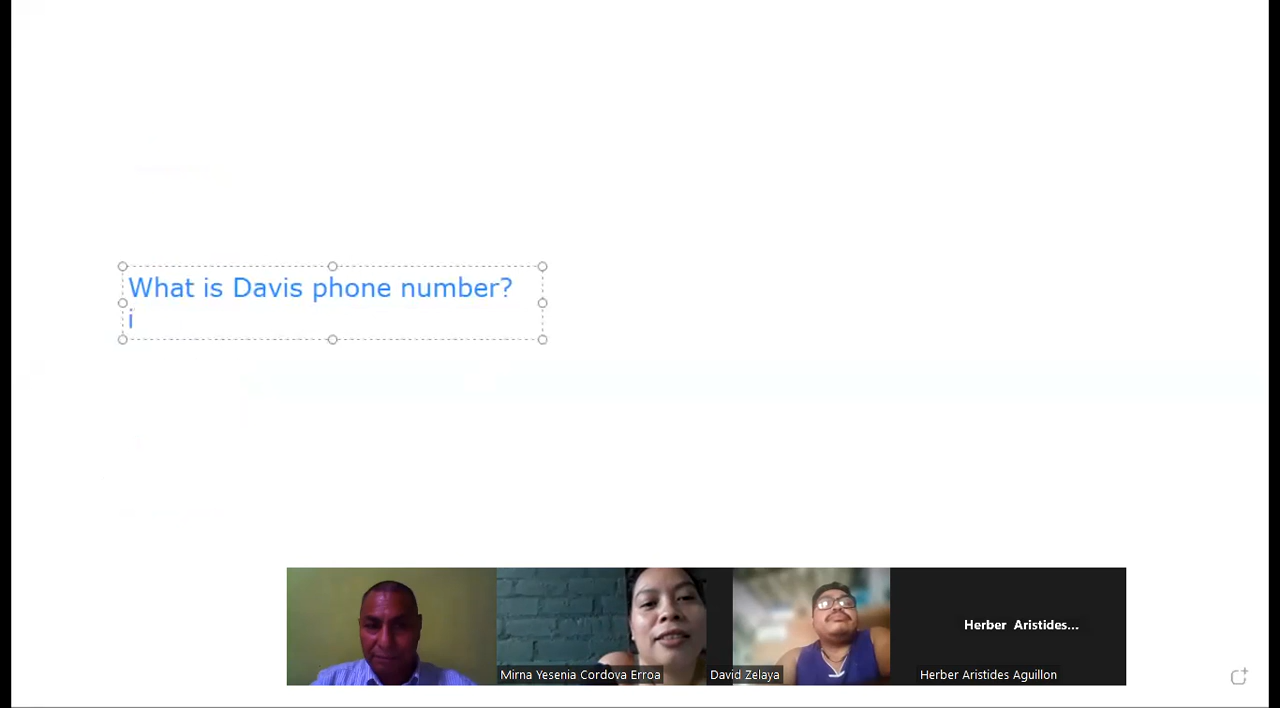 What is Davis phone number?
i
Herber Aristides...
Mirna Yesenia Cordova Erroa
David Zelaya
Herber Aristides Aguillon